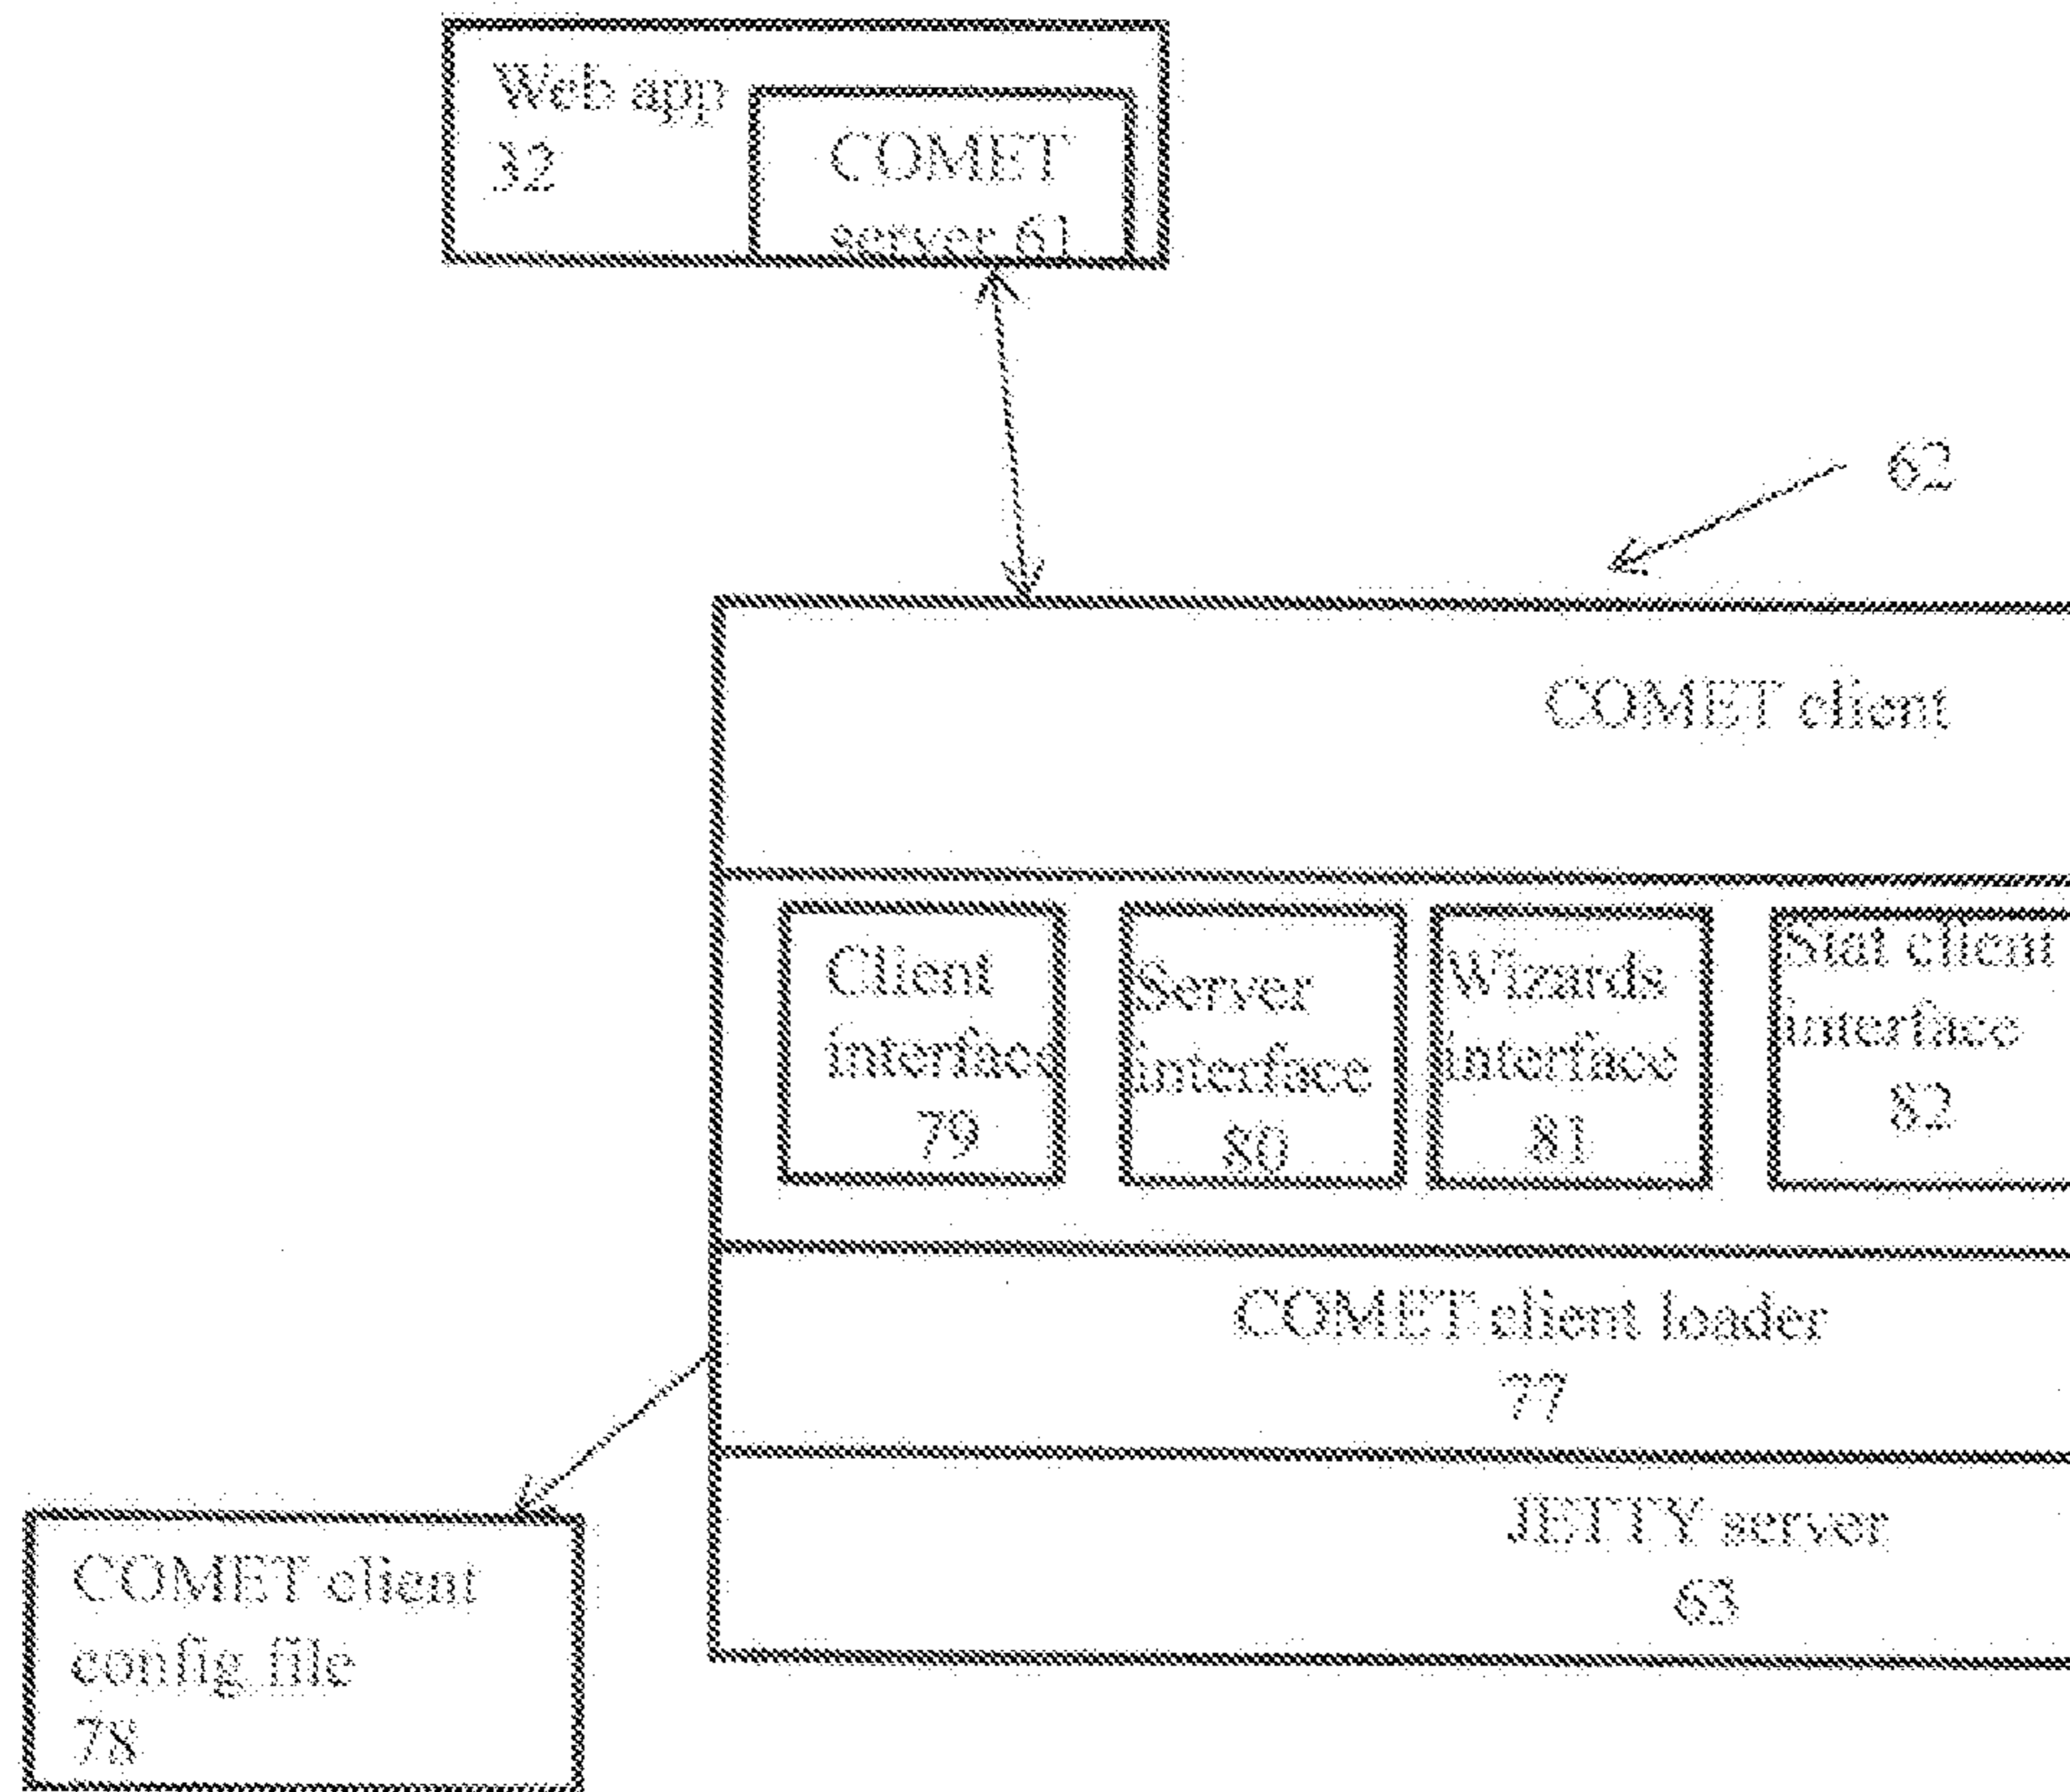 Web app
32
COMET
server 61
62
COMET client
Client
interface
79
Server
interface
80
Wizards
interface
81
Stat client
interface
82
COMET client loader
77
JETTY server
63
COMET client
config file
78